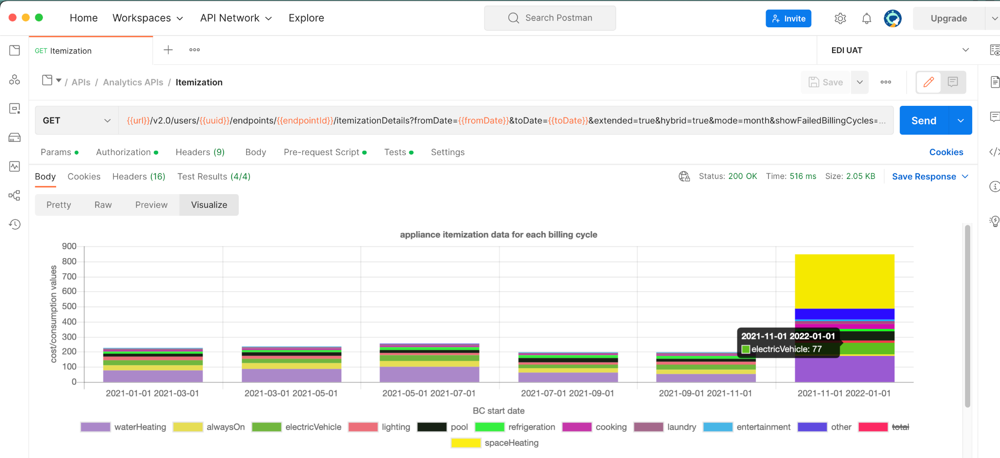 Home Workspaces API Network Explore Search Postman Invite Upgrade
GET Itemization EDI UAT
/ APIs / Analytics APIs / Itemization Save
GET {{url}}/v2.0/users/{{uuid}}/endpoints/{{endpointId}}/itemizationDetails?fromDate={{fromDate}}&toDate={{toDate}}&extended=true&hybrid=true&mode=month&showFailedBillingCycles=... Send
Params Authorization Headers (9) Body Pre-request Script Tests Settings Cookies
Body Cookies Headers (16) Test Results (4/4) Status: 200 OK Time: 516 ms Size: 2.05 KB Save Response
Pretty Raw Preview Visualize
appliance itemization data for each billing cycle
cost/consumption values
900
800
700
600
500
400
300
200
100
0
2021-11-01 2022-01-01
electricVehicle: 77
2021-01-01 2021-03-01 2021-03-01 2021-05-01 2021-05-01 2021-07-01 2021-07-01 2021-09-01 2021-09-01 2021-11-01 2021-11-01 2022-01-01
BC start date
waterHeating alwaysOn electricVehicle lighting pool refrigeration cooking laundry entertainment other total
spaceHeating